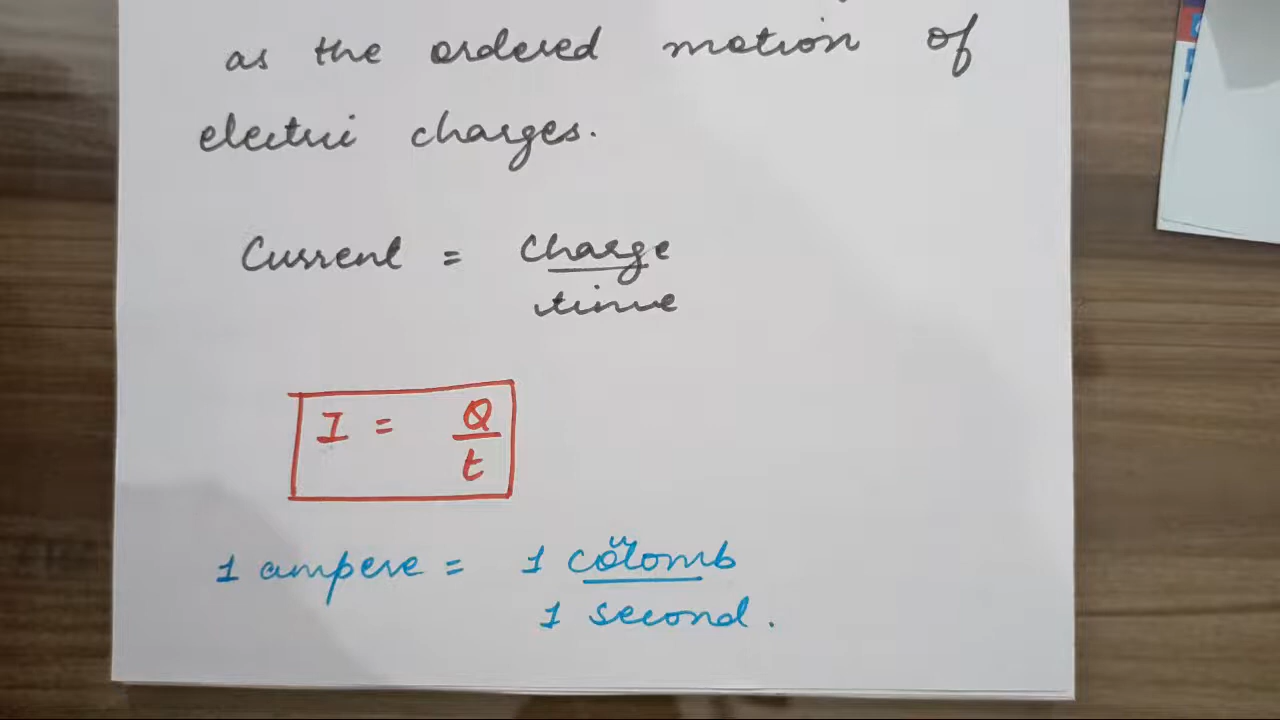 as the ordered motion of
electric charges.
Current = Charge
time
I = Q
t
1 ampere = 1 coulomb
1 second.